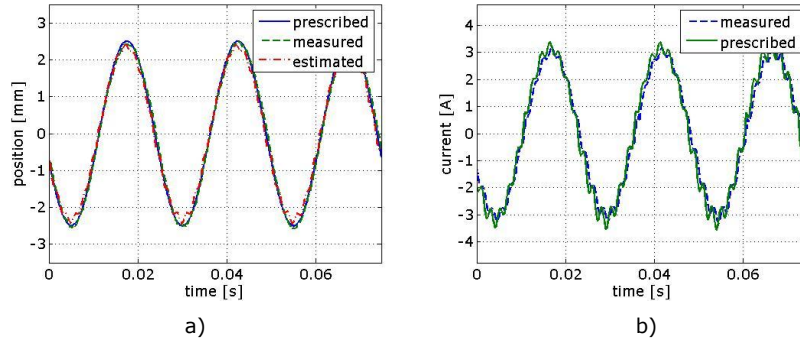 prescribed
measured
estimated
3
2
1
0
-1
-2
-3
position [mm]
0
0.02
0.04
0.06
time [s]
a)
measured
prescribed
4
3
2
1
0
-1
-2
-3
-4
current [A]
0
0.02
0.04
0.06
time [s]
b)